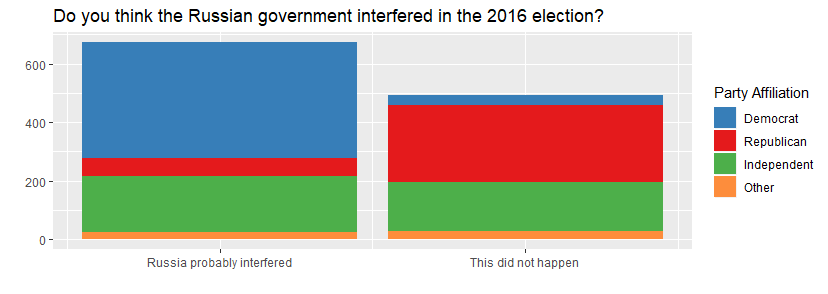 Do you think the Russian government interfered in the 2016 election?
600
400
200
0
Russia probably interfered
This did not happen
Party Affiliation
Democrat
Republican
Independent
Other